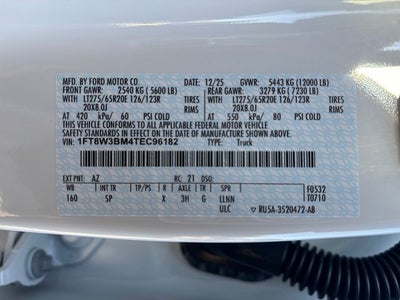 MFD. BY FORD MOTOR CO. 12/25 GVWR: 5443 KG (12000 LB)
FRONT GAWR: 2540 KG ( 5600 LB) REAR GAWR: 3279 KG ( 7230 LB)
WITH LT275/65R20E 126/123R TIRES WITH LT275/65R20E 126/123R TIRES
20X8.0J RIMS 20X8.0J RIMS
AT 420 kPa/ 60 PSI COLD AT 550 kPa/ 80 PSI COLD
THIS VEHICLE CONFORMS TO ALL APPLICABLE FEDERAL MOTOR VEHICLE
SAFETY STANDARDS IN EFFECT ON THE DATE OF MANUFACTURE SHOWN ABOVE.
VIN: 1FT8W3BM4TEC96182 TYPE: Truck
EXT PNT: AZ RC: 21 DSO:
WB INT TR TP/PS R AXLE TR SPR F0532
160 SP X 3H G LLNN T0710
ULC RU5A-3520472-AB